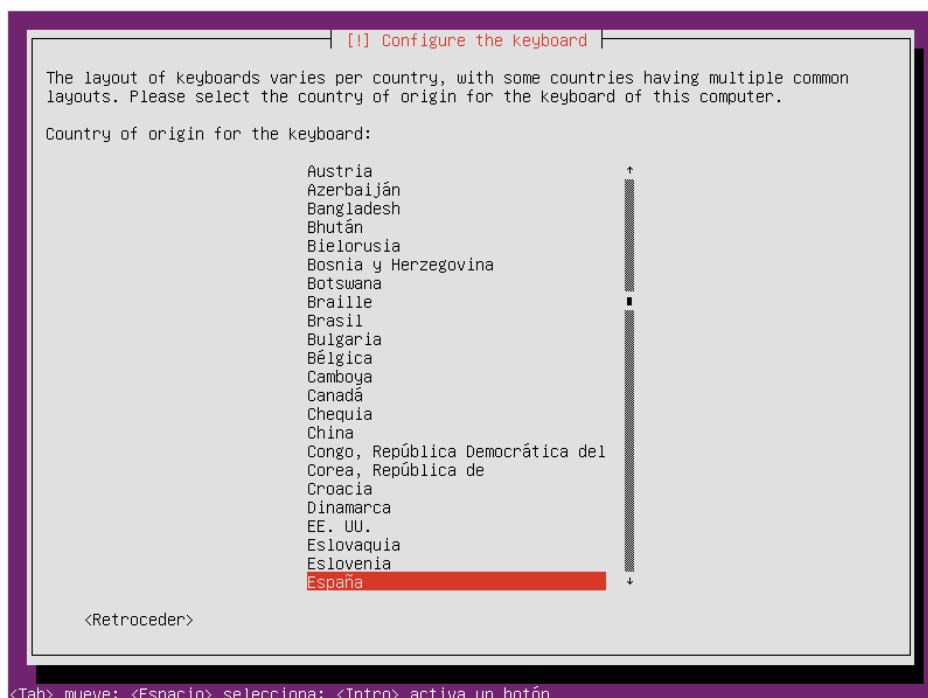 [!] Configure the keyboard
The layout of keyboards varies per country, with some countries having multiple common
layouts. Please select the country of origin for the keyboard of this computer.
Country of origin for the keyboard:
Austria
Azerbaiján
Bangladesh
Bhután
Bielorusia
Bosnia y Herzegovina
Botswana
Braille
Brasil
Bulgaria
Bélgica
Camboya
Canadá
Chequia
China
Congo, República Democrática del
Corea, República de
Croacia
Dinamarca
EE. UU.
Eslovaquia
Eslovenia
España
<Retroceder>
<Tab> mueve; <Espacio> selecciona; <Intro> activa un botón